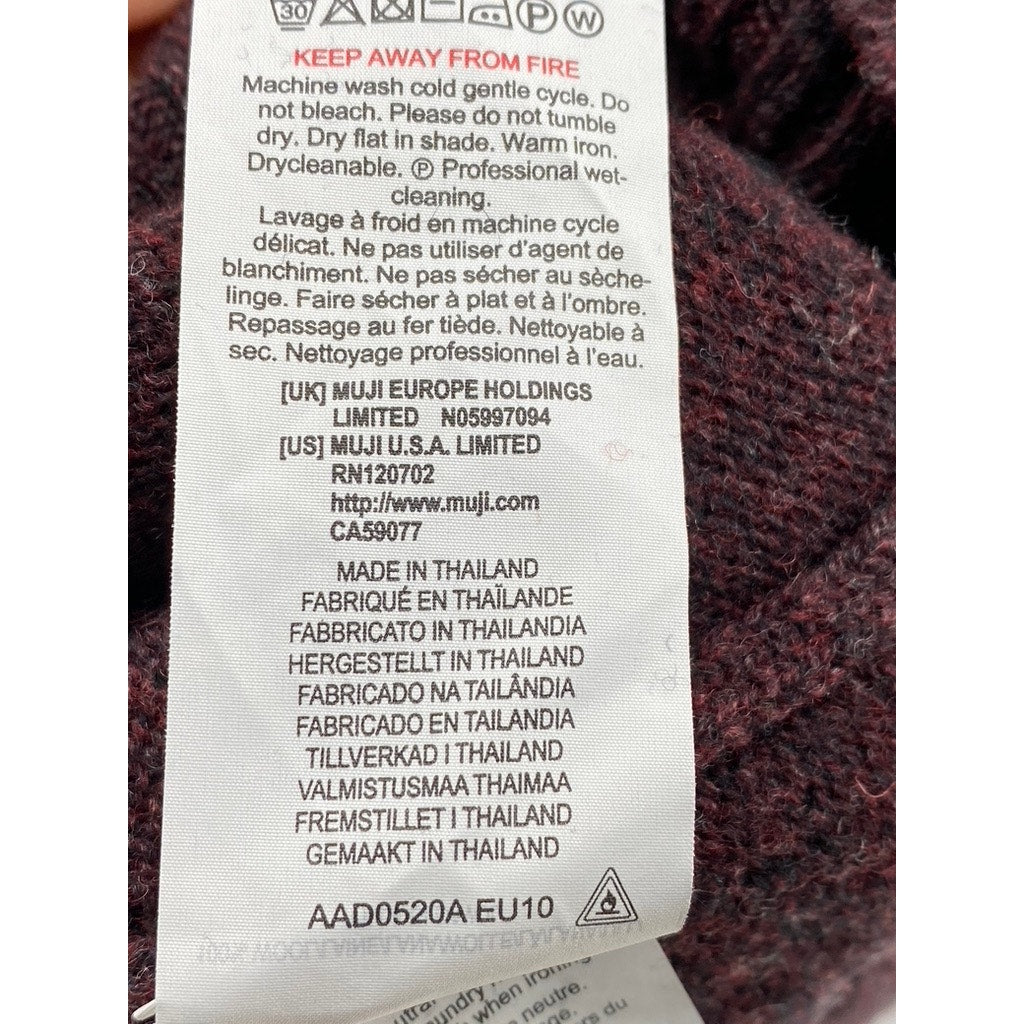 30 P W
KEEP AWAY FROM FIRE
Machine wash cold gentle cycle. Do
not bleach. Please do not tumble
dry. Dry flat in shade. Warm iron.
Drycleanable. Ⓟ Professional wet-
cleaning.
Lavage à froid en machine cycle
délicat. Ne pas utiliser d'agent de
blanchiment. Ne pas sécher au sèche-
linge. Faire sécher à plat et à l'ombre.
Repassage au fer tiède. Nettoyable à
sec. Nettoyage professionnel à l'eau.
[UK] MUJI EUROPE HOLDINGS
LIMITED N05997094
[US] MUJI U.S.A. LIMITED
RN120702
http://www.muji.com
CA59077
MADE IN THAILAND
FABRIQUÉ EN THAÏLANDE
FABBRICATO IN THAILANDIA
HERGESTELLT IN THAILAND
FABRICADO NA TAILÂNDIA
FABRICADO EN TAILANDIA
TILLVERKAD I THAILAND
VALMISTUSMAA THAIMAA
FREMSTILLET I THAILAND
GEMAAKT IN THAILAND
AAD0520A EU10
when ironing
neutre.
du